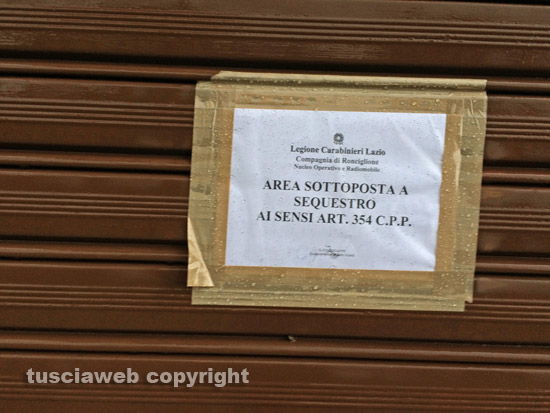 Legione Carabinieri Lazio
Compagnia di Ronciglione
Nucleo Operativo e Radiomobile
AREA SOTTOPOSTA A
SEQUESTRO
AI SENSI ART. 354 C.P.P.
tusciaweb copyright